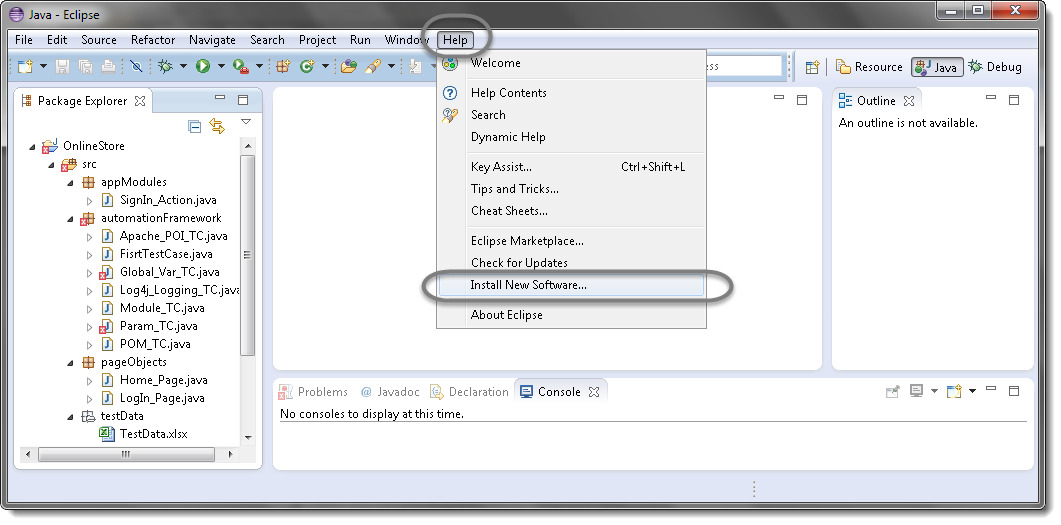 Java - Eclipse
File Edit Source Refactor Navigate Search Project Run Window Help
Resource Java Debug
Package Explorer
OnlineStore
src
appModules
SignIn_Action.java
automationFramework
Apache_POI_TC.java
FisrtTestCase.java
Global_Var_TC.java
Log4j_Logging_TC.java
Module_TC.java
Param_TC.java
POM_TC.java
pageObjects
Home_Page.java
LogIn_Page.java
testData
TestData.xlsx
Welcome
Help Contents
Search
Dynamic Help
Key Assist... Ctrl+Shift+L
Tips and Tricks...
Cheat Sheets...
Eclipse Marketplace...
Check for Updates
Install New Software...
About Eclipse
Outline
An outline is not available.
Problems @ Javadoc Declaration Console
No consoles to display at this time.